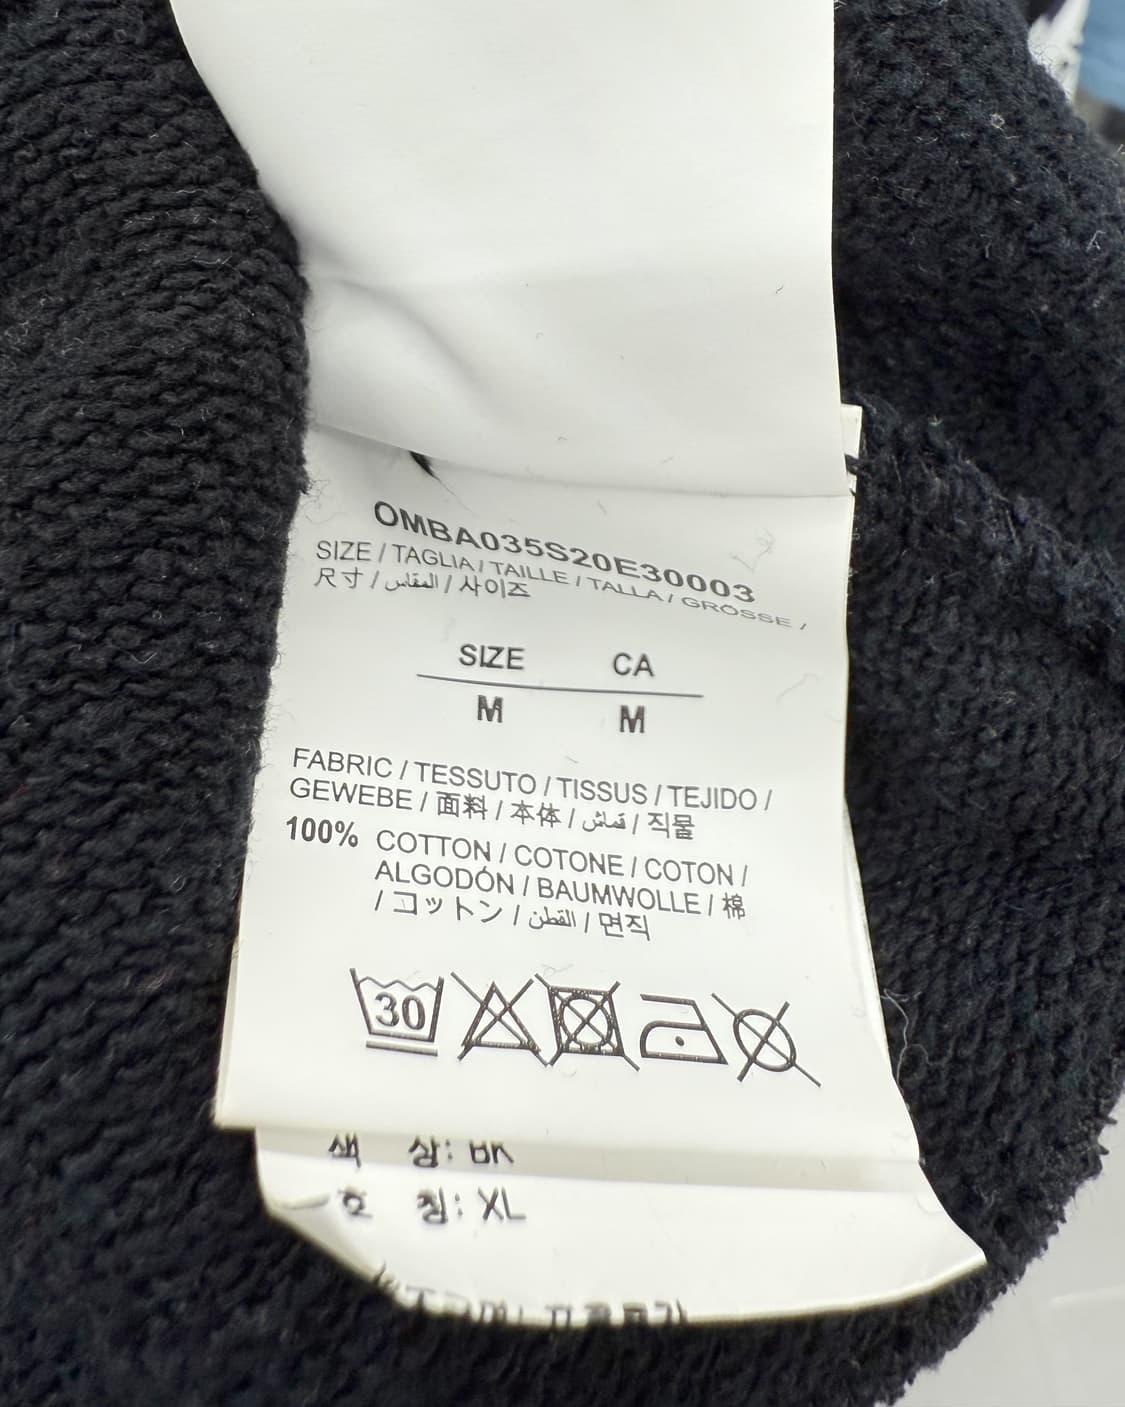 OMBA035S20E30003
SIZE / TAGLIA / TAILLE / TALLA / GRÖSSE /
尺寸 / المقاس / 사이즈
SIZE CA
M M
FABRIC / TESSUTO / TISSUS / TEJIDO /
GEWEBE / 面料 / 本体 / قماش / 직물
100% COTTON / COTONE / COTON /
ALGODÓN / BAUMWOLLE / 棉
/ コットン / القطن / 면직
30
색 상: BK
호 칭: XL